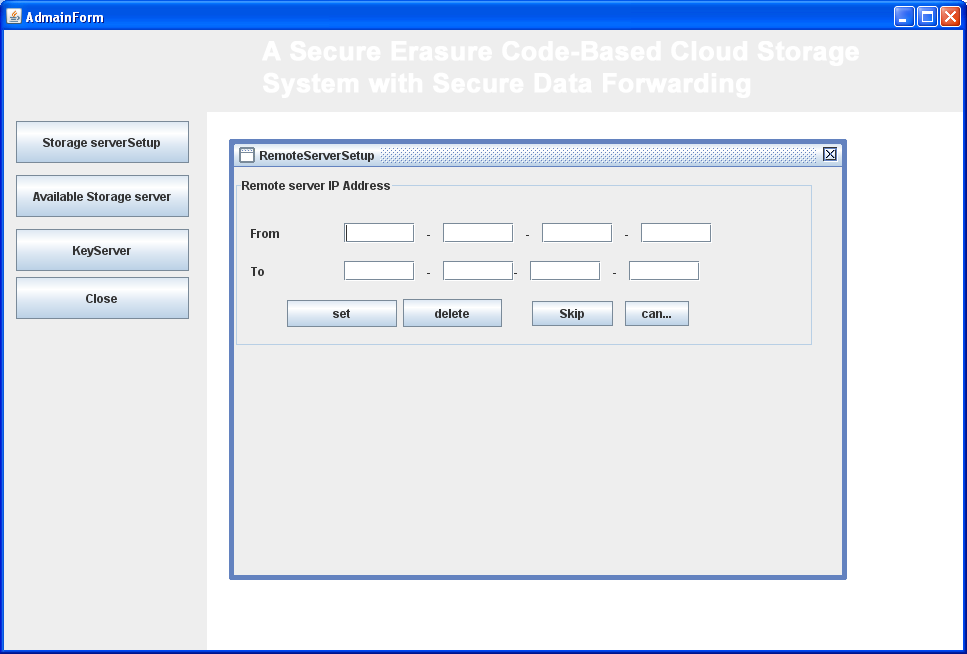 AdmainForm
A Secure Erasure Code-Based Cloud Storage
System with Secure Data Forwarding
Storage serverSetup
Available Storage server
KeyServer
Close
RemoteServerSetup
Remote server IP Address
From - - -
To - - -
set delete Skip can...